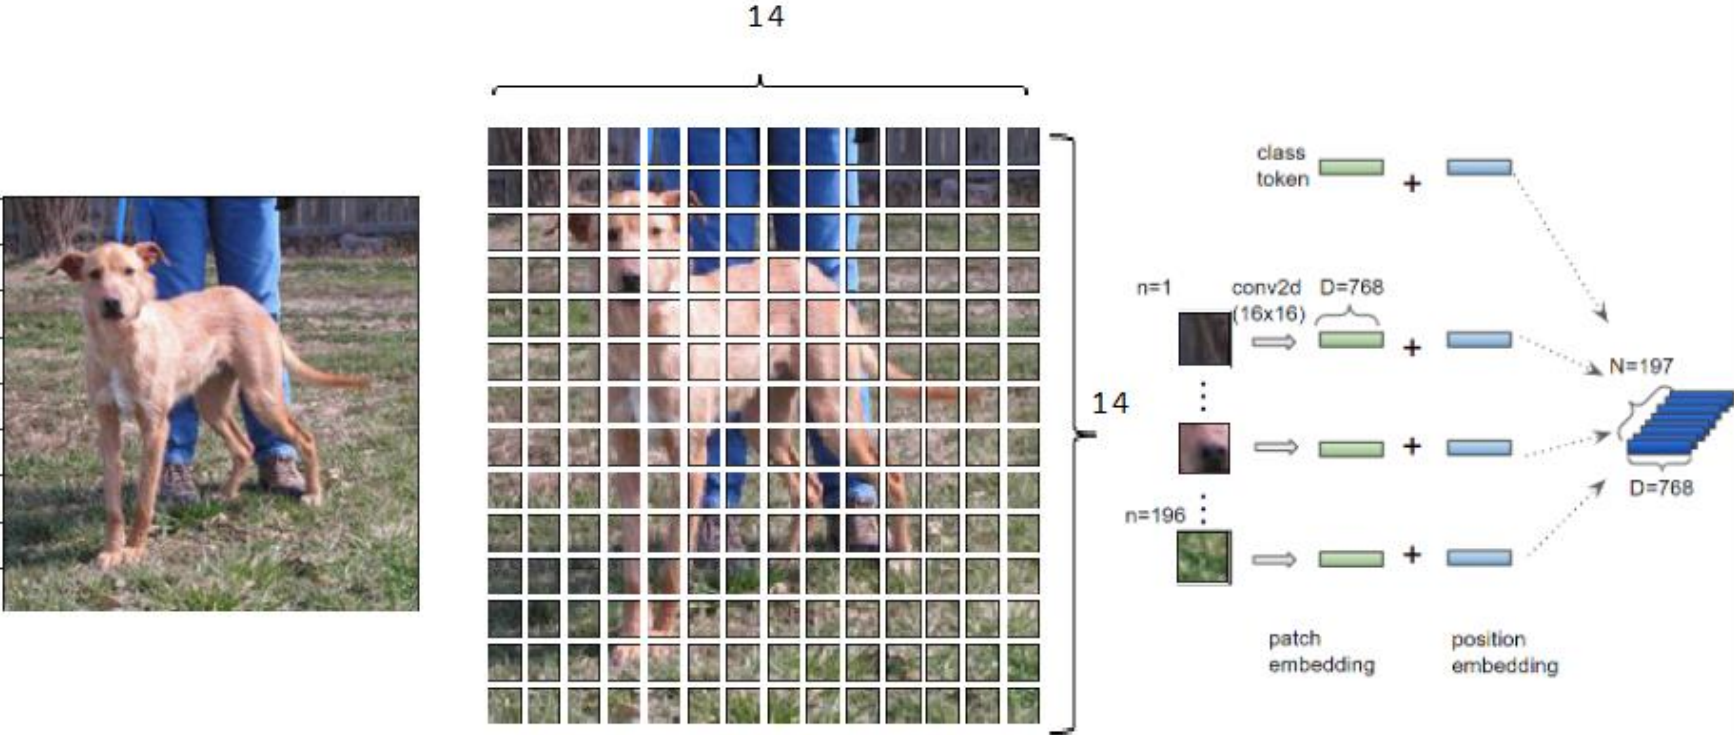 14
14
class
token
+
n=1
conv2d
(16x16)
D=768
+
N=197
+
D=768
n=196
+
patch
embedding
position
embedding